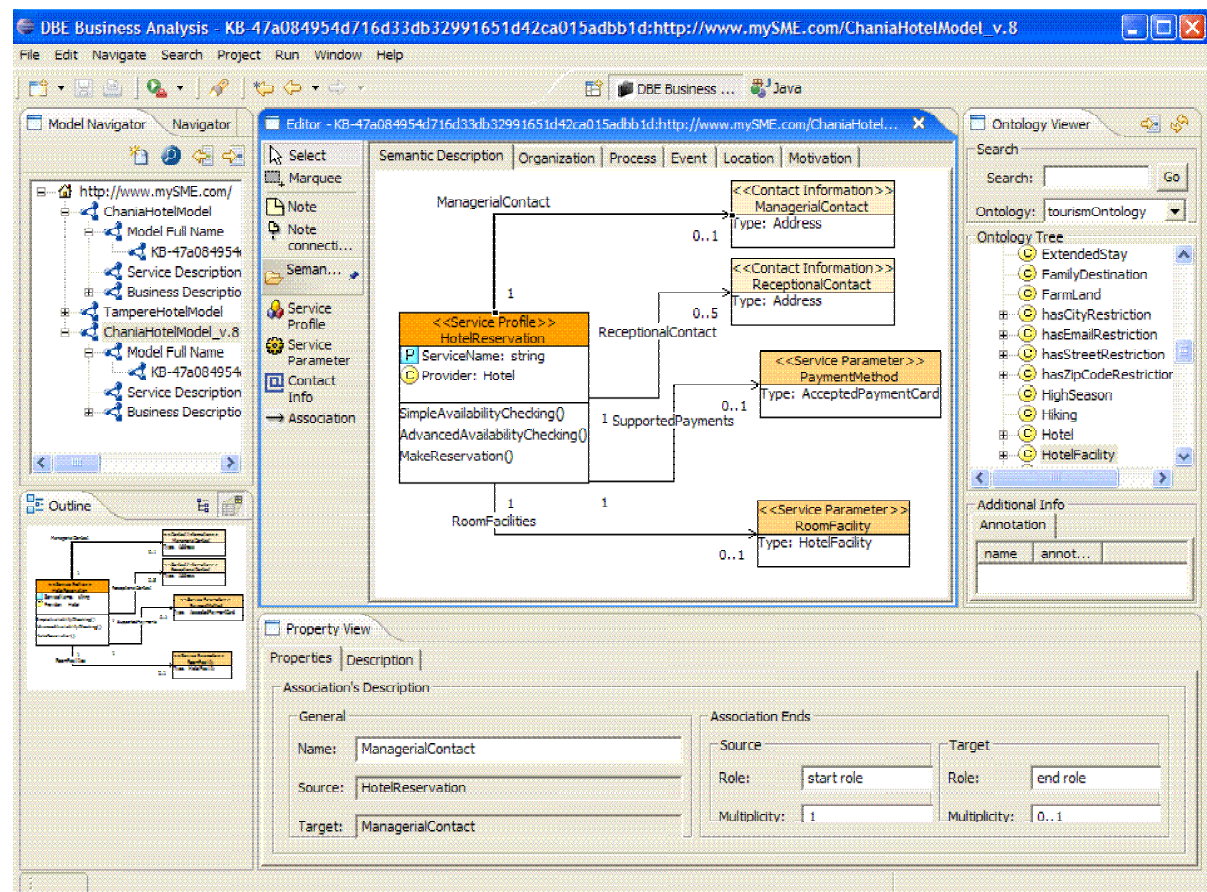 DBE Business Analysis - KB-47a084954d716d33db32991651d42ca015adbb1d:http://www.mySME.com/ChaniaHotelModel_v.8
File Edit Navigate Search Project Run Window Help
DBE Business ... Java
Model Navigator Navigator
http://www.mySME.com/
ChaniaHotelModel
Model Full Name
KB-47a084954
Service Description
Business Descriptio
TampereHotelModel
ChaniaHotelModel_v.8
Model Full Name
KB-47a084954
Service Description
Business Descriptio
Outline
Editor - KB-47a084954d716d33db32991651d42ca015adbb1d:http://www.mySME.com/ChaniaHotel...
Select
Marquee
Note
Note
connecti...
Seman...
Service
Profile
Service
Parameter
Contact
Info
Association
Semantic Description Organization Process Event Location Motivation
ManagerialContact
1
0..1
<<Contact Information>>
ManagerialContact
Type: Address
<<Contact Information>>
ReceptionalContact
Type: Address
0..5
ReceptionalContact
<<Service Profile>>
HotelReservation
P ServiceName: string
C Provider: Hotel
SimpleAvailabilityChecking()
AdvancedAvailabilityChecking()
MakeReservation()
<<Service Parameter>>
PaymentMethod
Type: AcceptedPaymentCard
0..1
1 SupportedPayments
1
1
RoomFacilities
<<Service Parameter>>
RoomFacility
Type: HotelFacility
0..1
Ontology Viewer
Search
Search: Go
Ontology: tourismOntology
Ontology Tree
C ExtendedStay
C FamilyDestination
C FarmLand
C hasCityRestriction
C hasEmailRestriction
C hasStreetRestriction
C hasZipCodeRestriction
C HighSeason
C Hiking
C Hotel
C HotelFacility
Additional Info
Annotation
name annot...
Property View
Properties Description
Association's Description
General
Name: ManagerialContact
Source: HotelReservation
Target: ManagerialContact
Association Ends
Source
Role: start role
Multiplicity: 1
Target
Role: end role
Multiplicity: 0..1